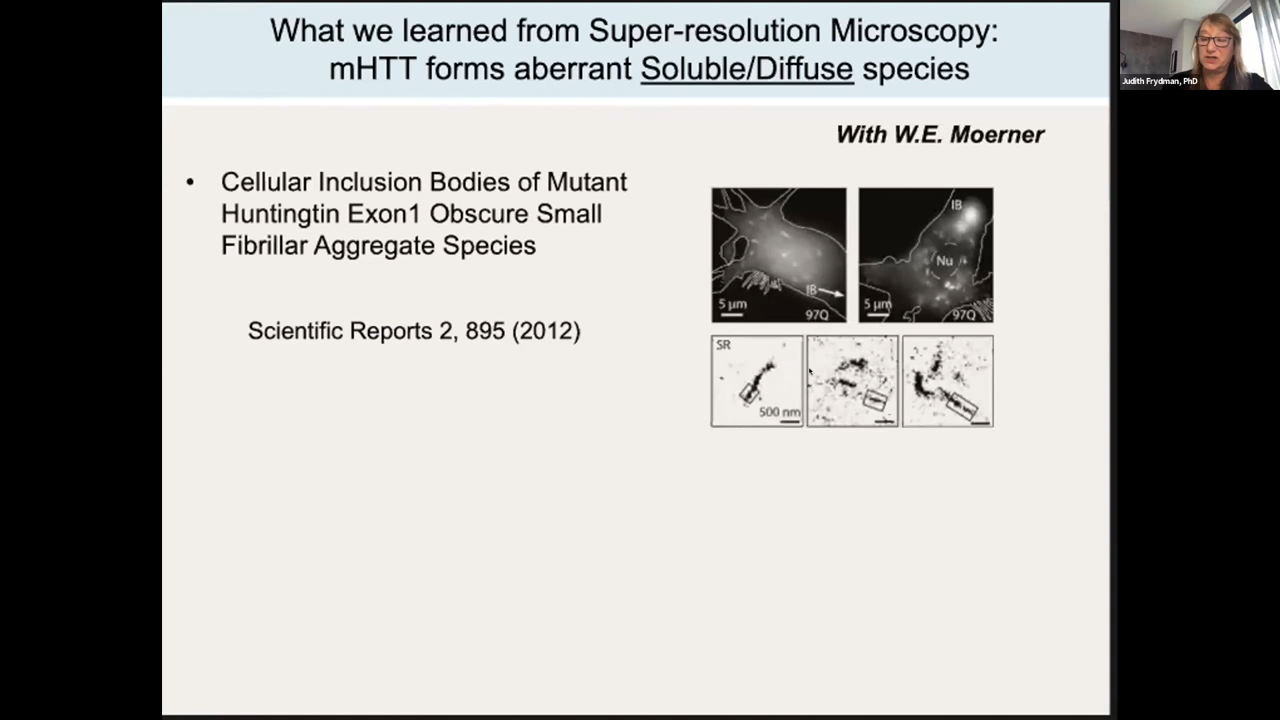 What we learned from Super-resolution Microscopy:
mHTT forms aberrant Soluble/Diffuse species
Judith Frydman, PhD
With W.E. Moerner
• Cellular Inclusion Bodies of Mutant
Huntingtin Exon1 Obscure Small
Fibrillar Aggregate Species
Scientific Reports 2, 895 (2012)
IB
5 μm
97Q
IB
Nu
5 μm
97Q
SR
500 nm